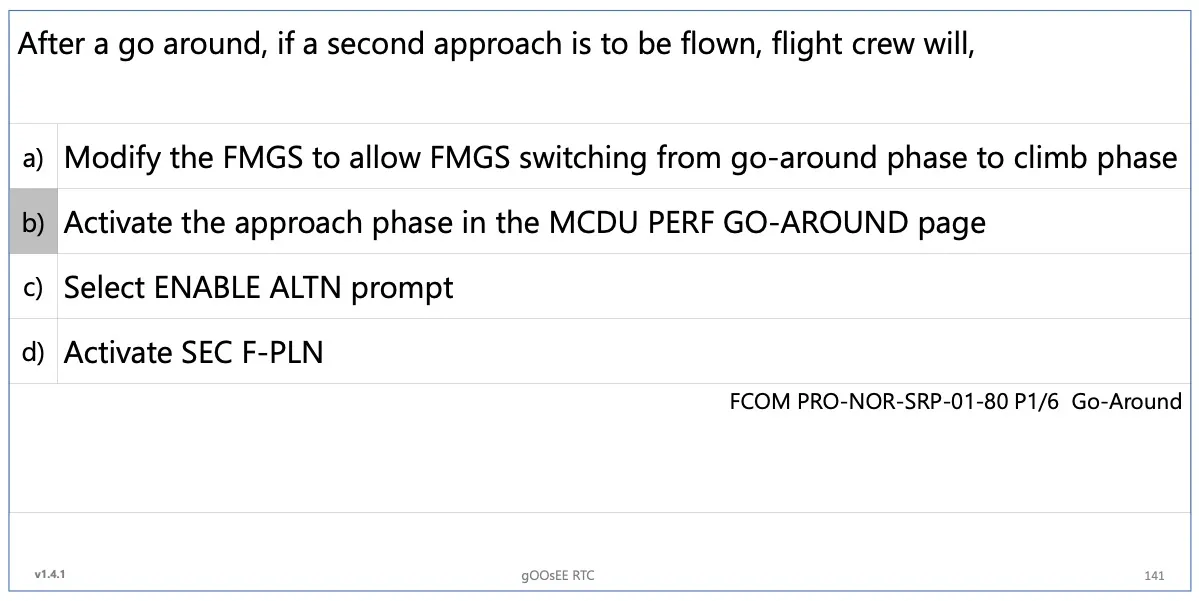 After a go around, if a second approach is to be flown, flight crew will,
a) Modify the FMGS to allow FMGS switching from go-around phase to climb phase
b) Activate the approach phase in the MCDU PERF GO-AROUND page
c) Select ENABLE ALTN prompt
d) Activate SEC F-PLN
FCOM PRO-NOR-SRP-01-80 P1/6 Go-Around
v1.4.1 gOOsEE RTC 141